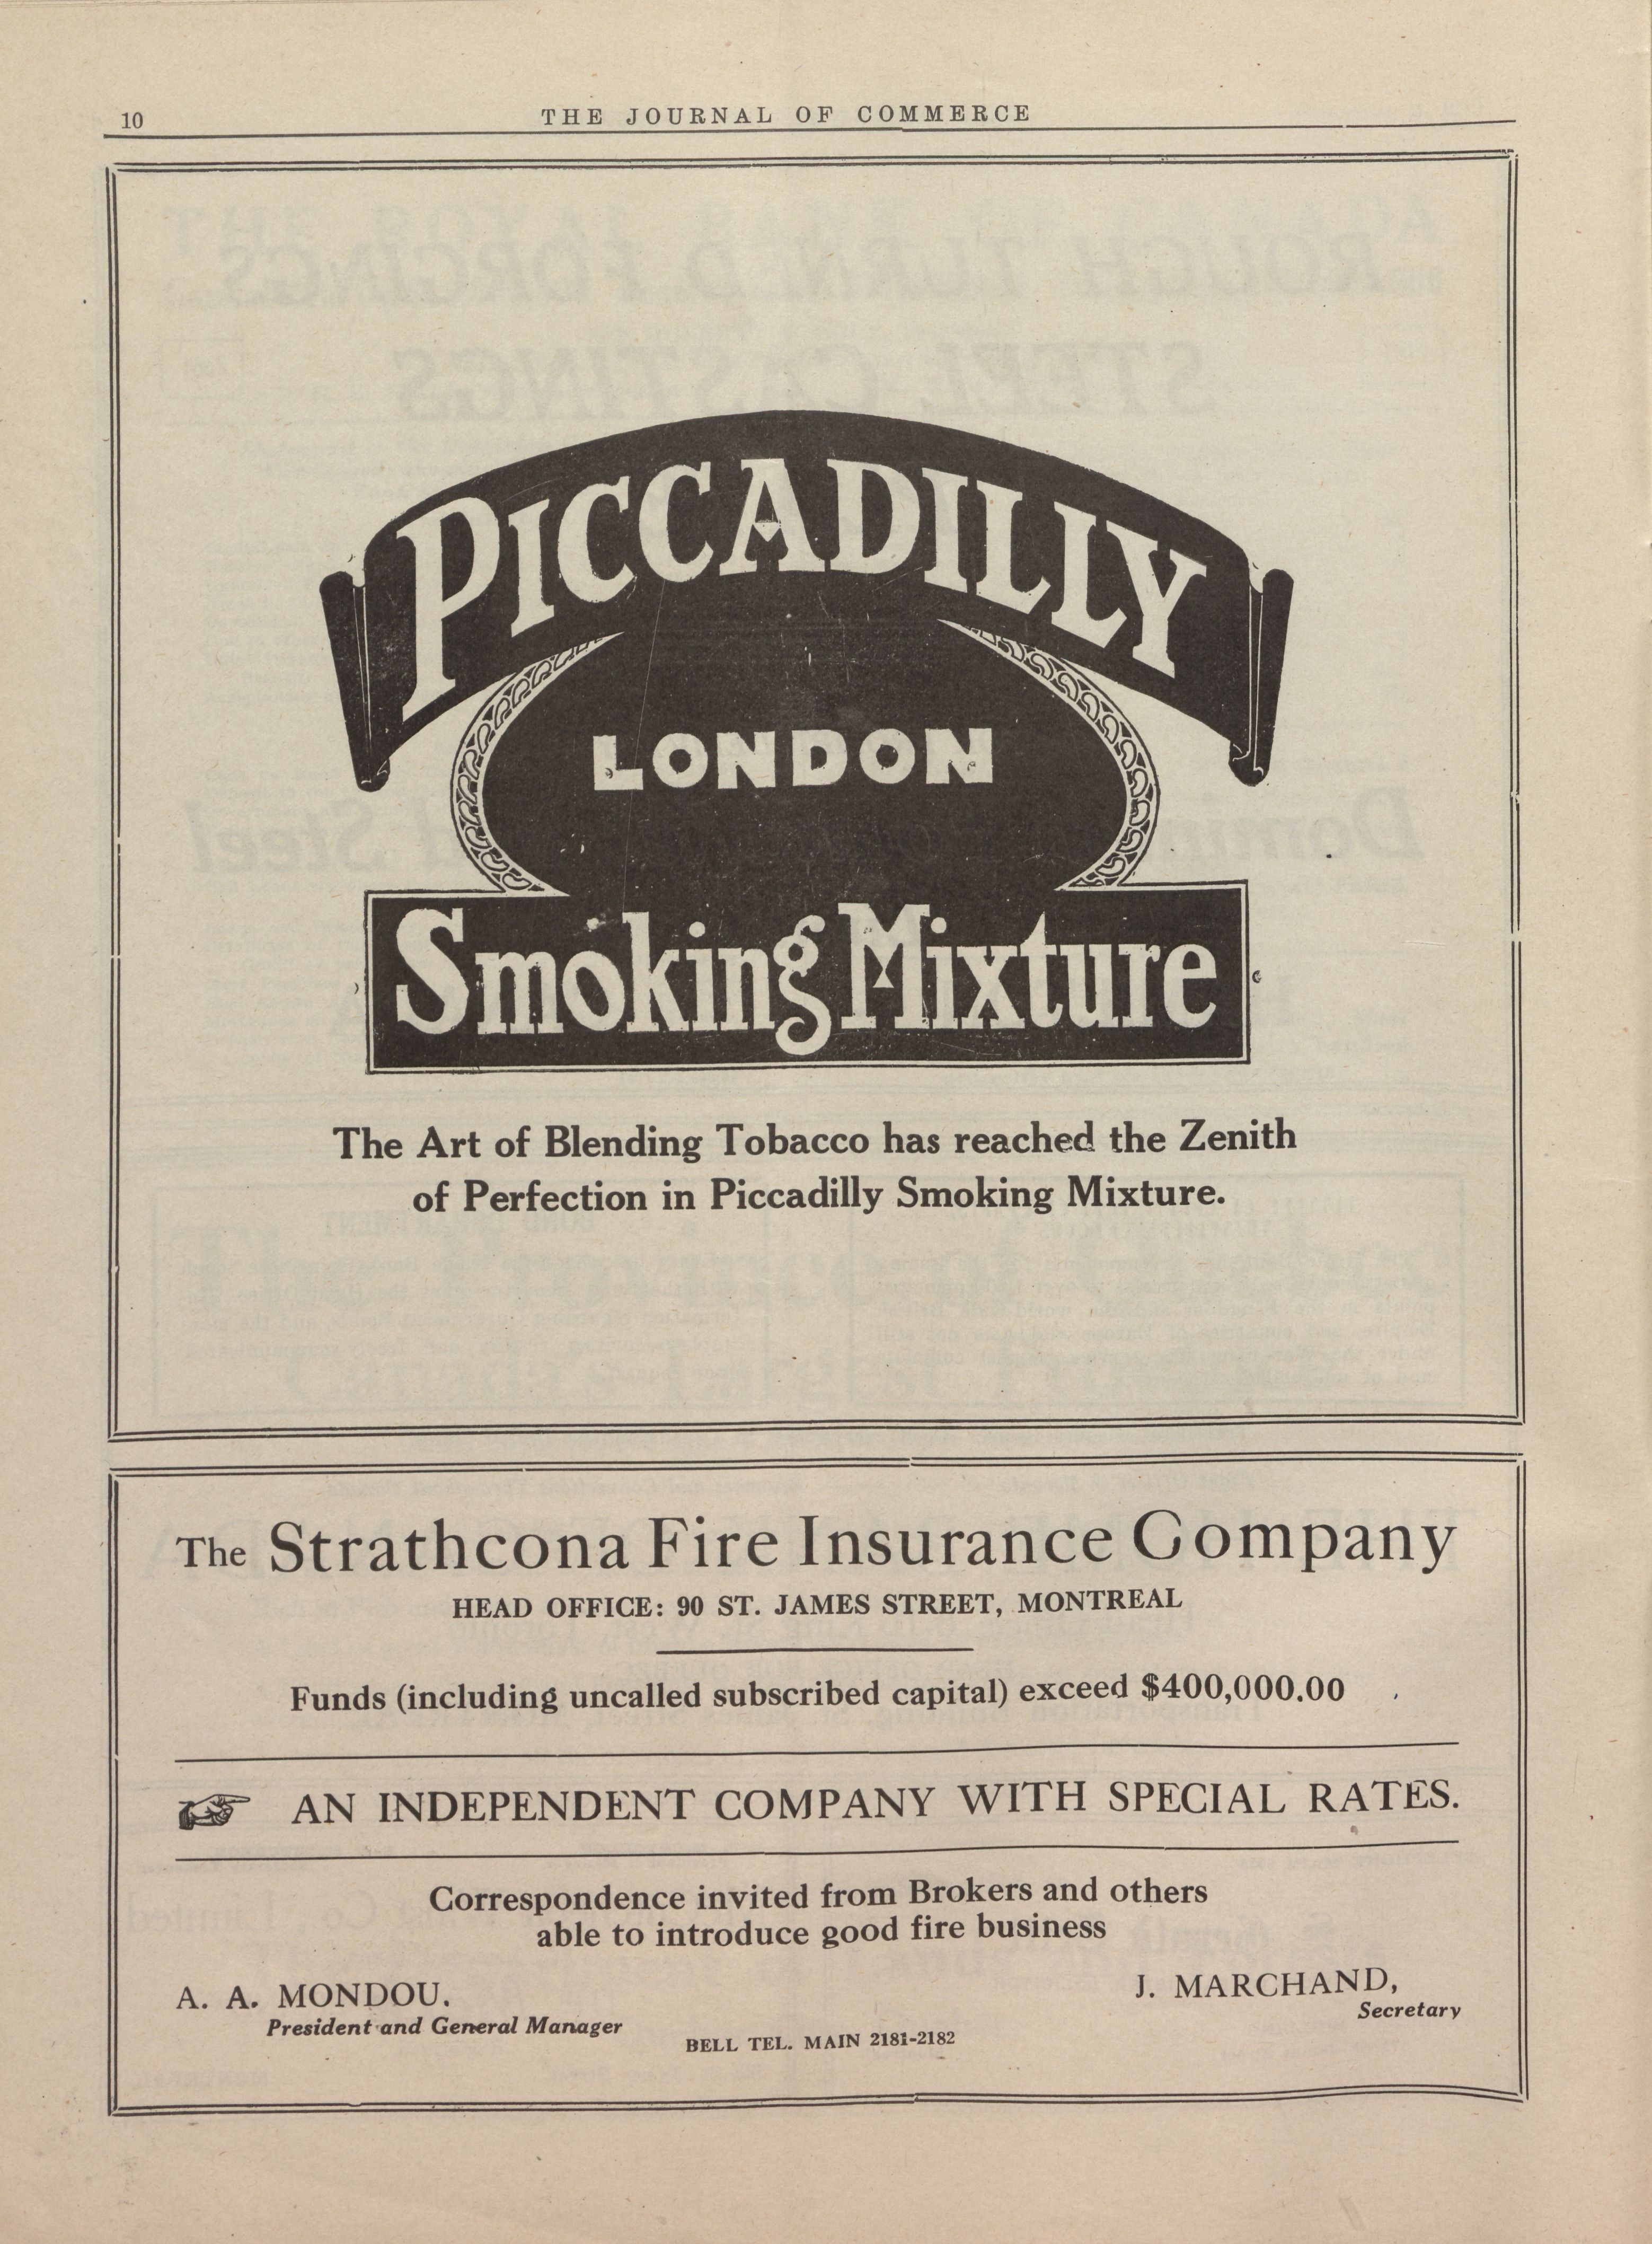 10
THE JOURNAL OF COMMERCE
PICCADILLY
LONDON
Smoking Mixture
The Art of Blending Tobacco has reached the Zenith
of Perfection in Piccadilly Smoking Mixture.
The Strathcona Fire Insurance Company
HEAD OFFICE: 90 ST. JAMES STREET, MONTREAL
Funds (including uncalled subscribed capital) exceed $400,000.00
AN INDEPENDENT COMPANY WITH SPECIAL RATES.
Correspondence invited from Brokers and others
able to introduce good fire business
A. A. MONDOU.
President and General Manager
J. MARCHAND,
Secretary
BELL TEL. MAIN 2181-2182